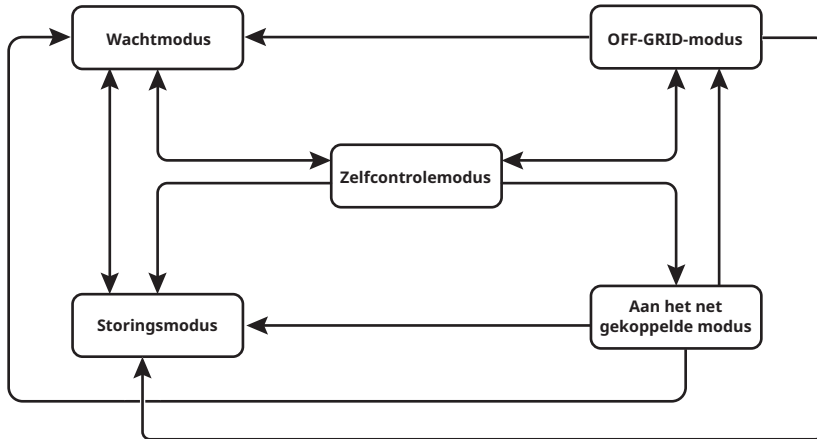 Wachtmodus
OFF-GRID-modus
Zelfcontrolemodus
Storingsmodus
Aan het net
gekoppelde modus